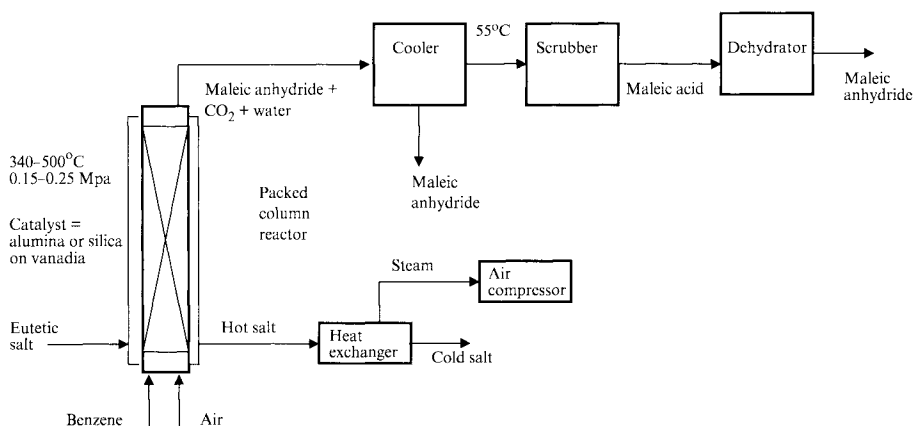 55°C
Cooler
Scrubber
Dehydrator
Maleic anhydride +
CO2 + water
Maleic acid
Maleic
anhydride
340–500°C
0.15–0.25 Mpa
Maleic
anhydride
Packed
column
reactor
Catalyst =
alumina or silica
on vanadia
Steam
Air
compressor
Eutetic
salt
Hot salt
Heat
exchanger
Cold salt
Benzene
Air